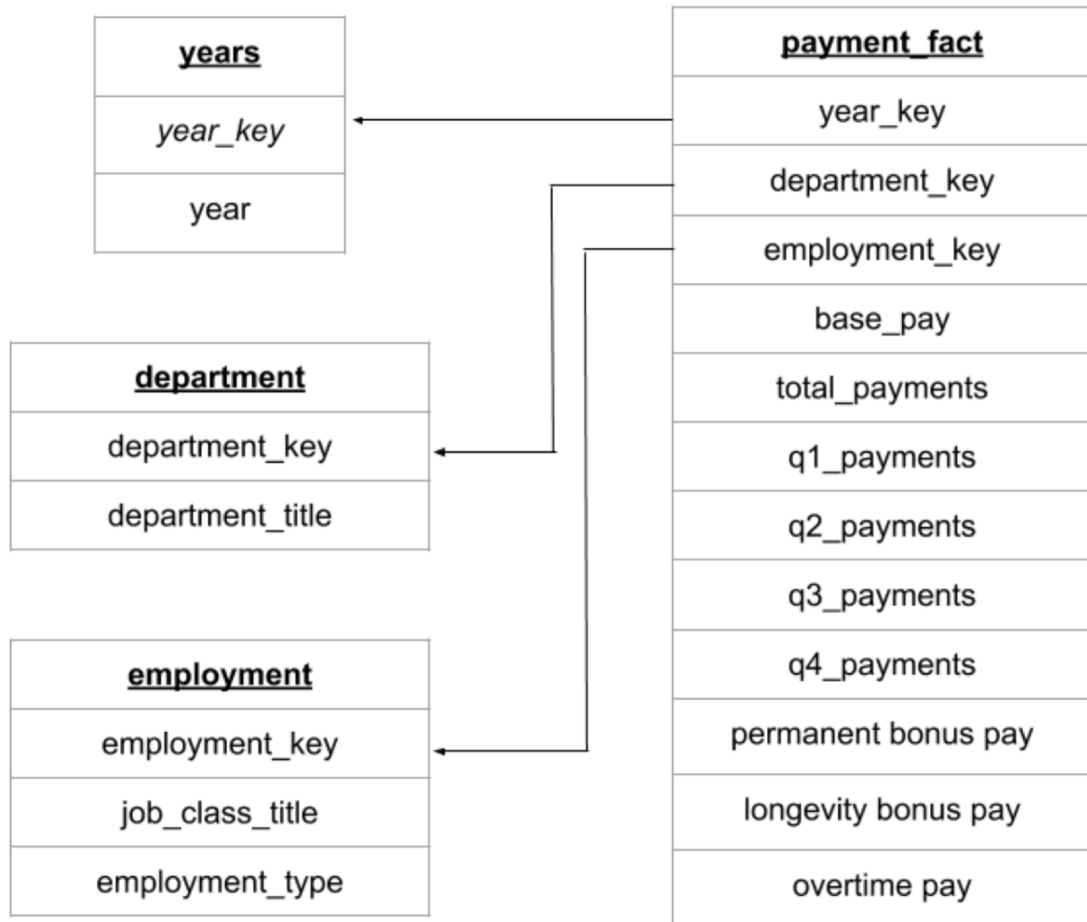 years
year_key
year
department
department_key
department_title
employment
employment_key
job_class_title
employment_type
payment_fact
year_key
department_key
employment_key
base_pay
total_payments
q1_payments
q2_payments
q3_payments
q4_payments
permanent bonus pay
longevity bonus pay
overtime pay